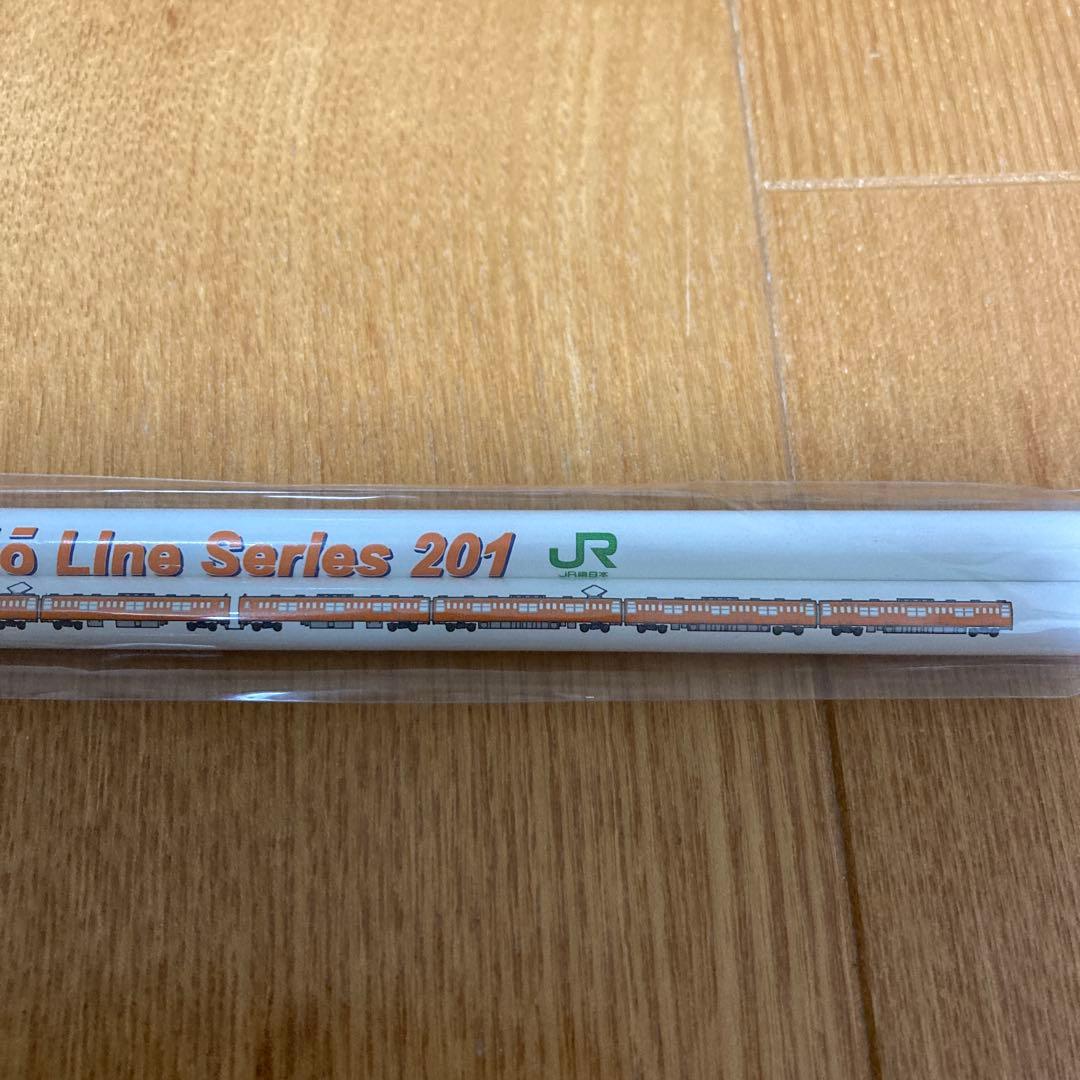 ō Line Series 201
JR
JR東日本